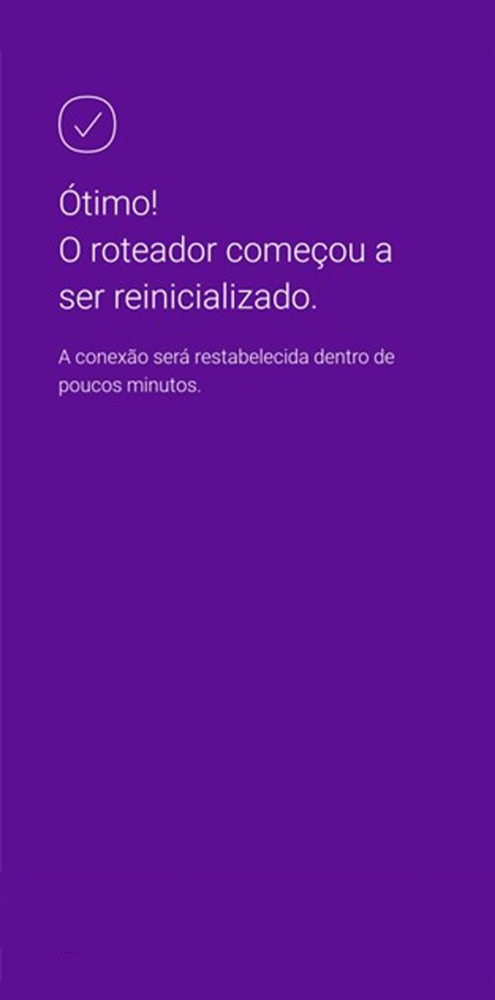 Ótimo!
O roteador começou a
ser reinicializado.
A conexão será restabelecida dentro de
poucos minutos.